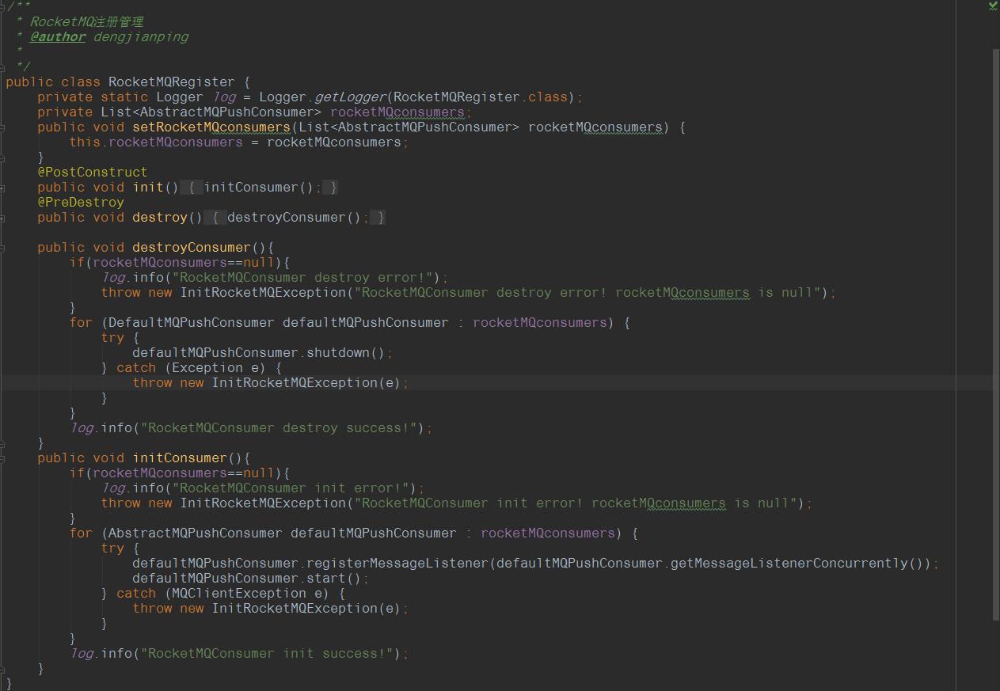 /**
 * RocketMQ注册管理
 * @author dengjianping
 *
 */
public class RocketMQRegister {
    private static Logger log = Logger.getLogger(RocketMQRegister.class);
    private List<AbstractMQPushConsumer> rocketMQconsumers;
    public void setRocketMQconsumers(List<AbstractMQPushConsumer> rocketMQconsumers) {
        this.rocketMQconsumers = rocketMQconsumers;
    }
    @PostConstruct
    public void init() { initConsumer(); }
    @PreDestroy
    public void destroy() { destroyConsumer(); }
    public void destroyConsumer(){
        if(rocketMQconsumers==null){
            log.info("RocketMQConsumer destroy error!");
            throw new InitRocketMQException("RocketMQConsumer destroy error! rocketMQconsumers is null");
        }
        for (DefaultMQPushConsumer defaultMQPushConsumer : rocketMQconsumers) {
            try {
                defaultMQPushConsumer.shutdown();
            } catch (Exception e) {
                throw new InitRocketMQException(e);
            }
        }
        log.info("RocketMQConsumer destroy success!");
    }
    public void initConsumer(){
        if(rocketMQconsumers==null){
            log.info("RocketMQConsumer init error!");
            throw new InitRocketMQException("RocketMQConsumer init error! rocketMQconsumers is null");
        }
        for (AbstractMQPushConsumer defaultMQPushConsumer : rocketMQconsumers) {
            try {
                defaultMQPushConsumer.registerMessageListener(defaultMQPushConsumer.getMessageListenerConcurrently());
                defaultMQPushConsumer.start();
            } catch (MQClientException e) {
                throw new InitRocketMQException(e);
            }
        }
        log.info("RocketMQConsumer init success!");
    }
}